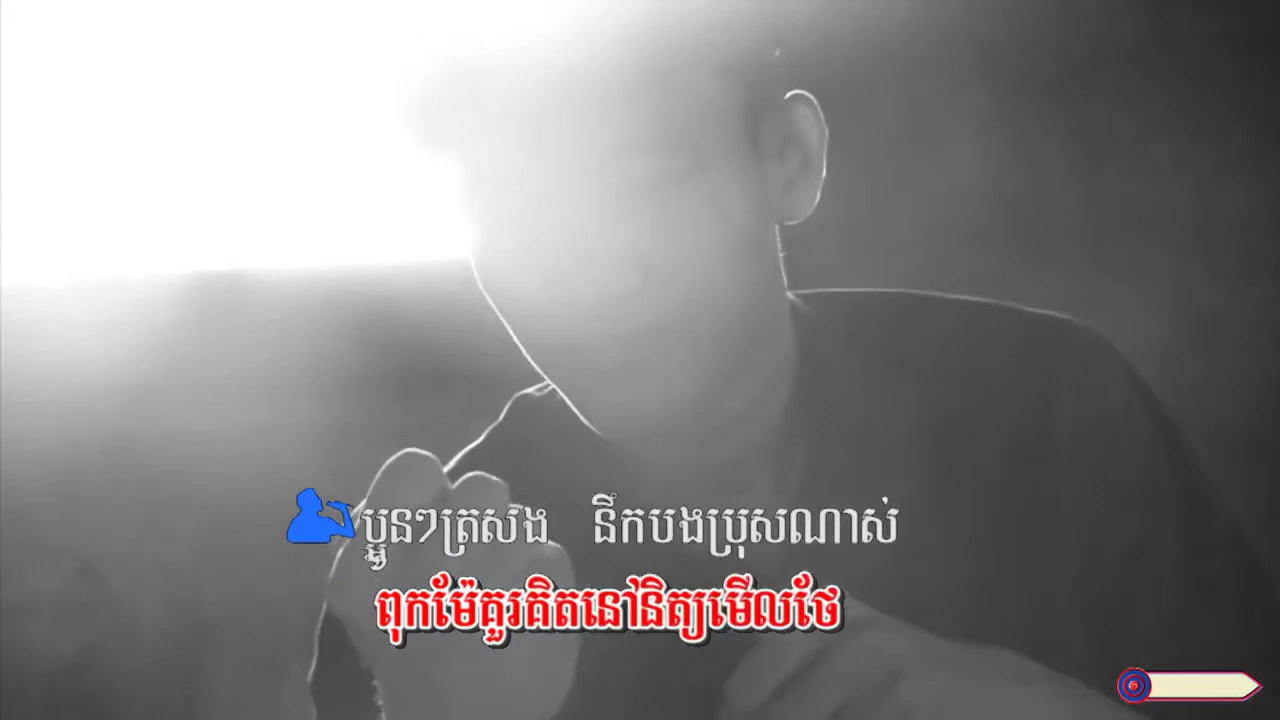 ប្អូនៗត្រសង នឹកបងប្រុសណាស់
ពុកម៉ែគួរគិតនៅនិត្យមើលថែ